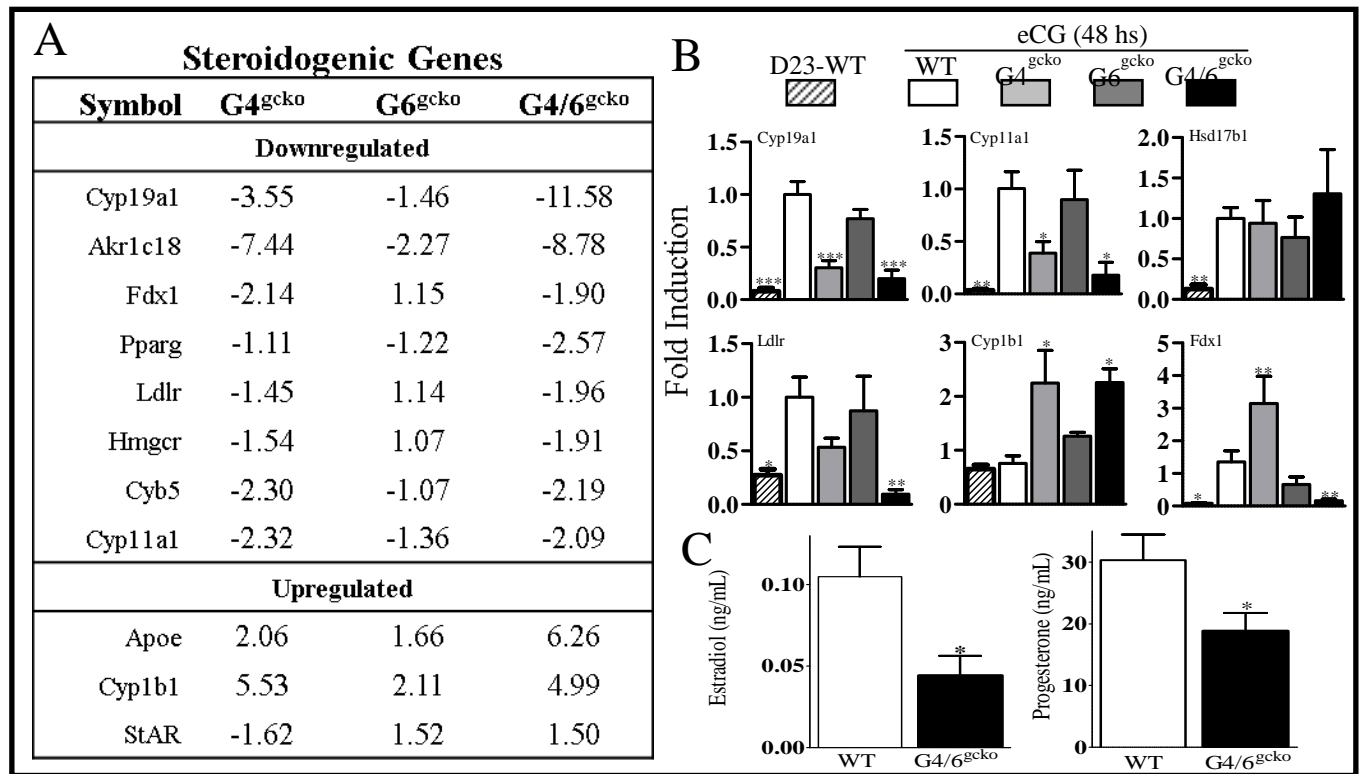 A
Steroidogenic Genes
Symbol G4gcko G6gcko G4/6gcko
Downregulated
Cyp19a1 -3.55 -1.46 -11.58
Akr1c18 -7.44 -2.27 -8.78
Fdx1 -2.14 1.15 -1.90
Pparg -1.11 -1.22 -2.57
Ldlr -1.45 1.14 -1.96
Hmgcr -1.54 1.07 -1.91
Cyb5 -2.30 -1.07 -2.19
Cyp11a1 -2.32 -1.36 -2.09
Upregulated
Apoe 2.06 1.66 6.26
Cyp1b1 5.53 2.11 4.99
StAR -1.62 1.52 1.50
B
eCG (48 hs)
D23-WT WT G4gcko G6gcko G4/6gcko
Fold Induction
Cyp19a1
1.5
1.0
0.5
0.0
*** *** ***
Cyp11a1
1.5
1.0
0.5
0.0
** * *
Hsd17b1
2.0
1.5
1.0
0.5
0.0
**
Ldlr
1.5
1.0
0.5
0.0
* **
Cyp1b1
3
2
1
0
* *
Fdx1
5
4
3
2
1
0
* ** **
C
Estradiol (ng/mL)
0.10
0.05
0.00
*
WT G4/6gcko
Progesterone (ng/mL)
30
20
10
0
*
WT G4/6gcko